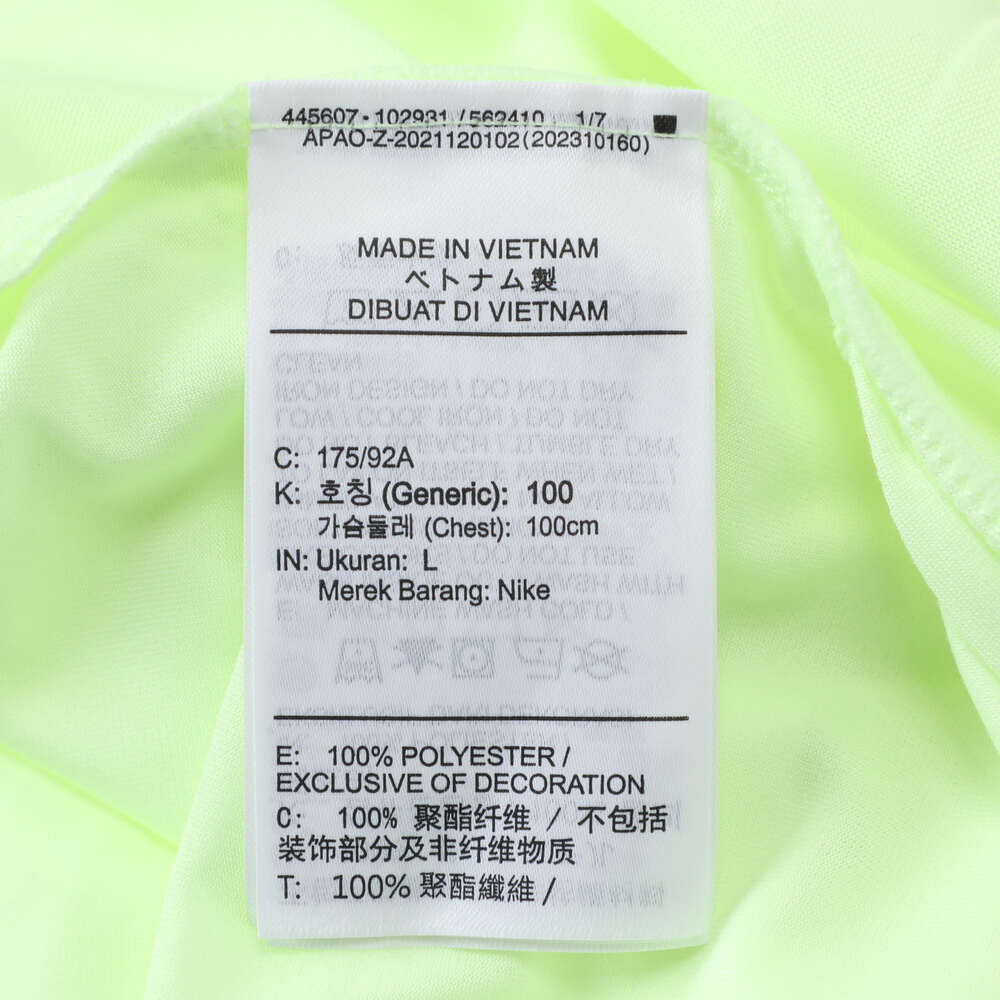 445607・102931 / 562410 1/7
APAO-Z-2021120102(202310160)
MADE IN VIETNAM
ベトナム製
DIBUAT DI VIETNAM
C: 175/92A
K: 호칭 (Generic): 100
가슴둘레 (Chest): 100cm
IN: Ukuran: L
Merek Barang: Nike
E: 100% POLYESTER /
EXCLUSIVE OF DECORATION
C: 100% 聚酯纤维 / 不包括
装饰部分及非纤维物质
T: 100% 聚酯纖維 /